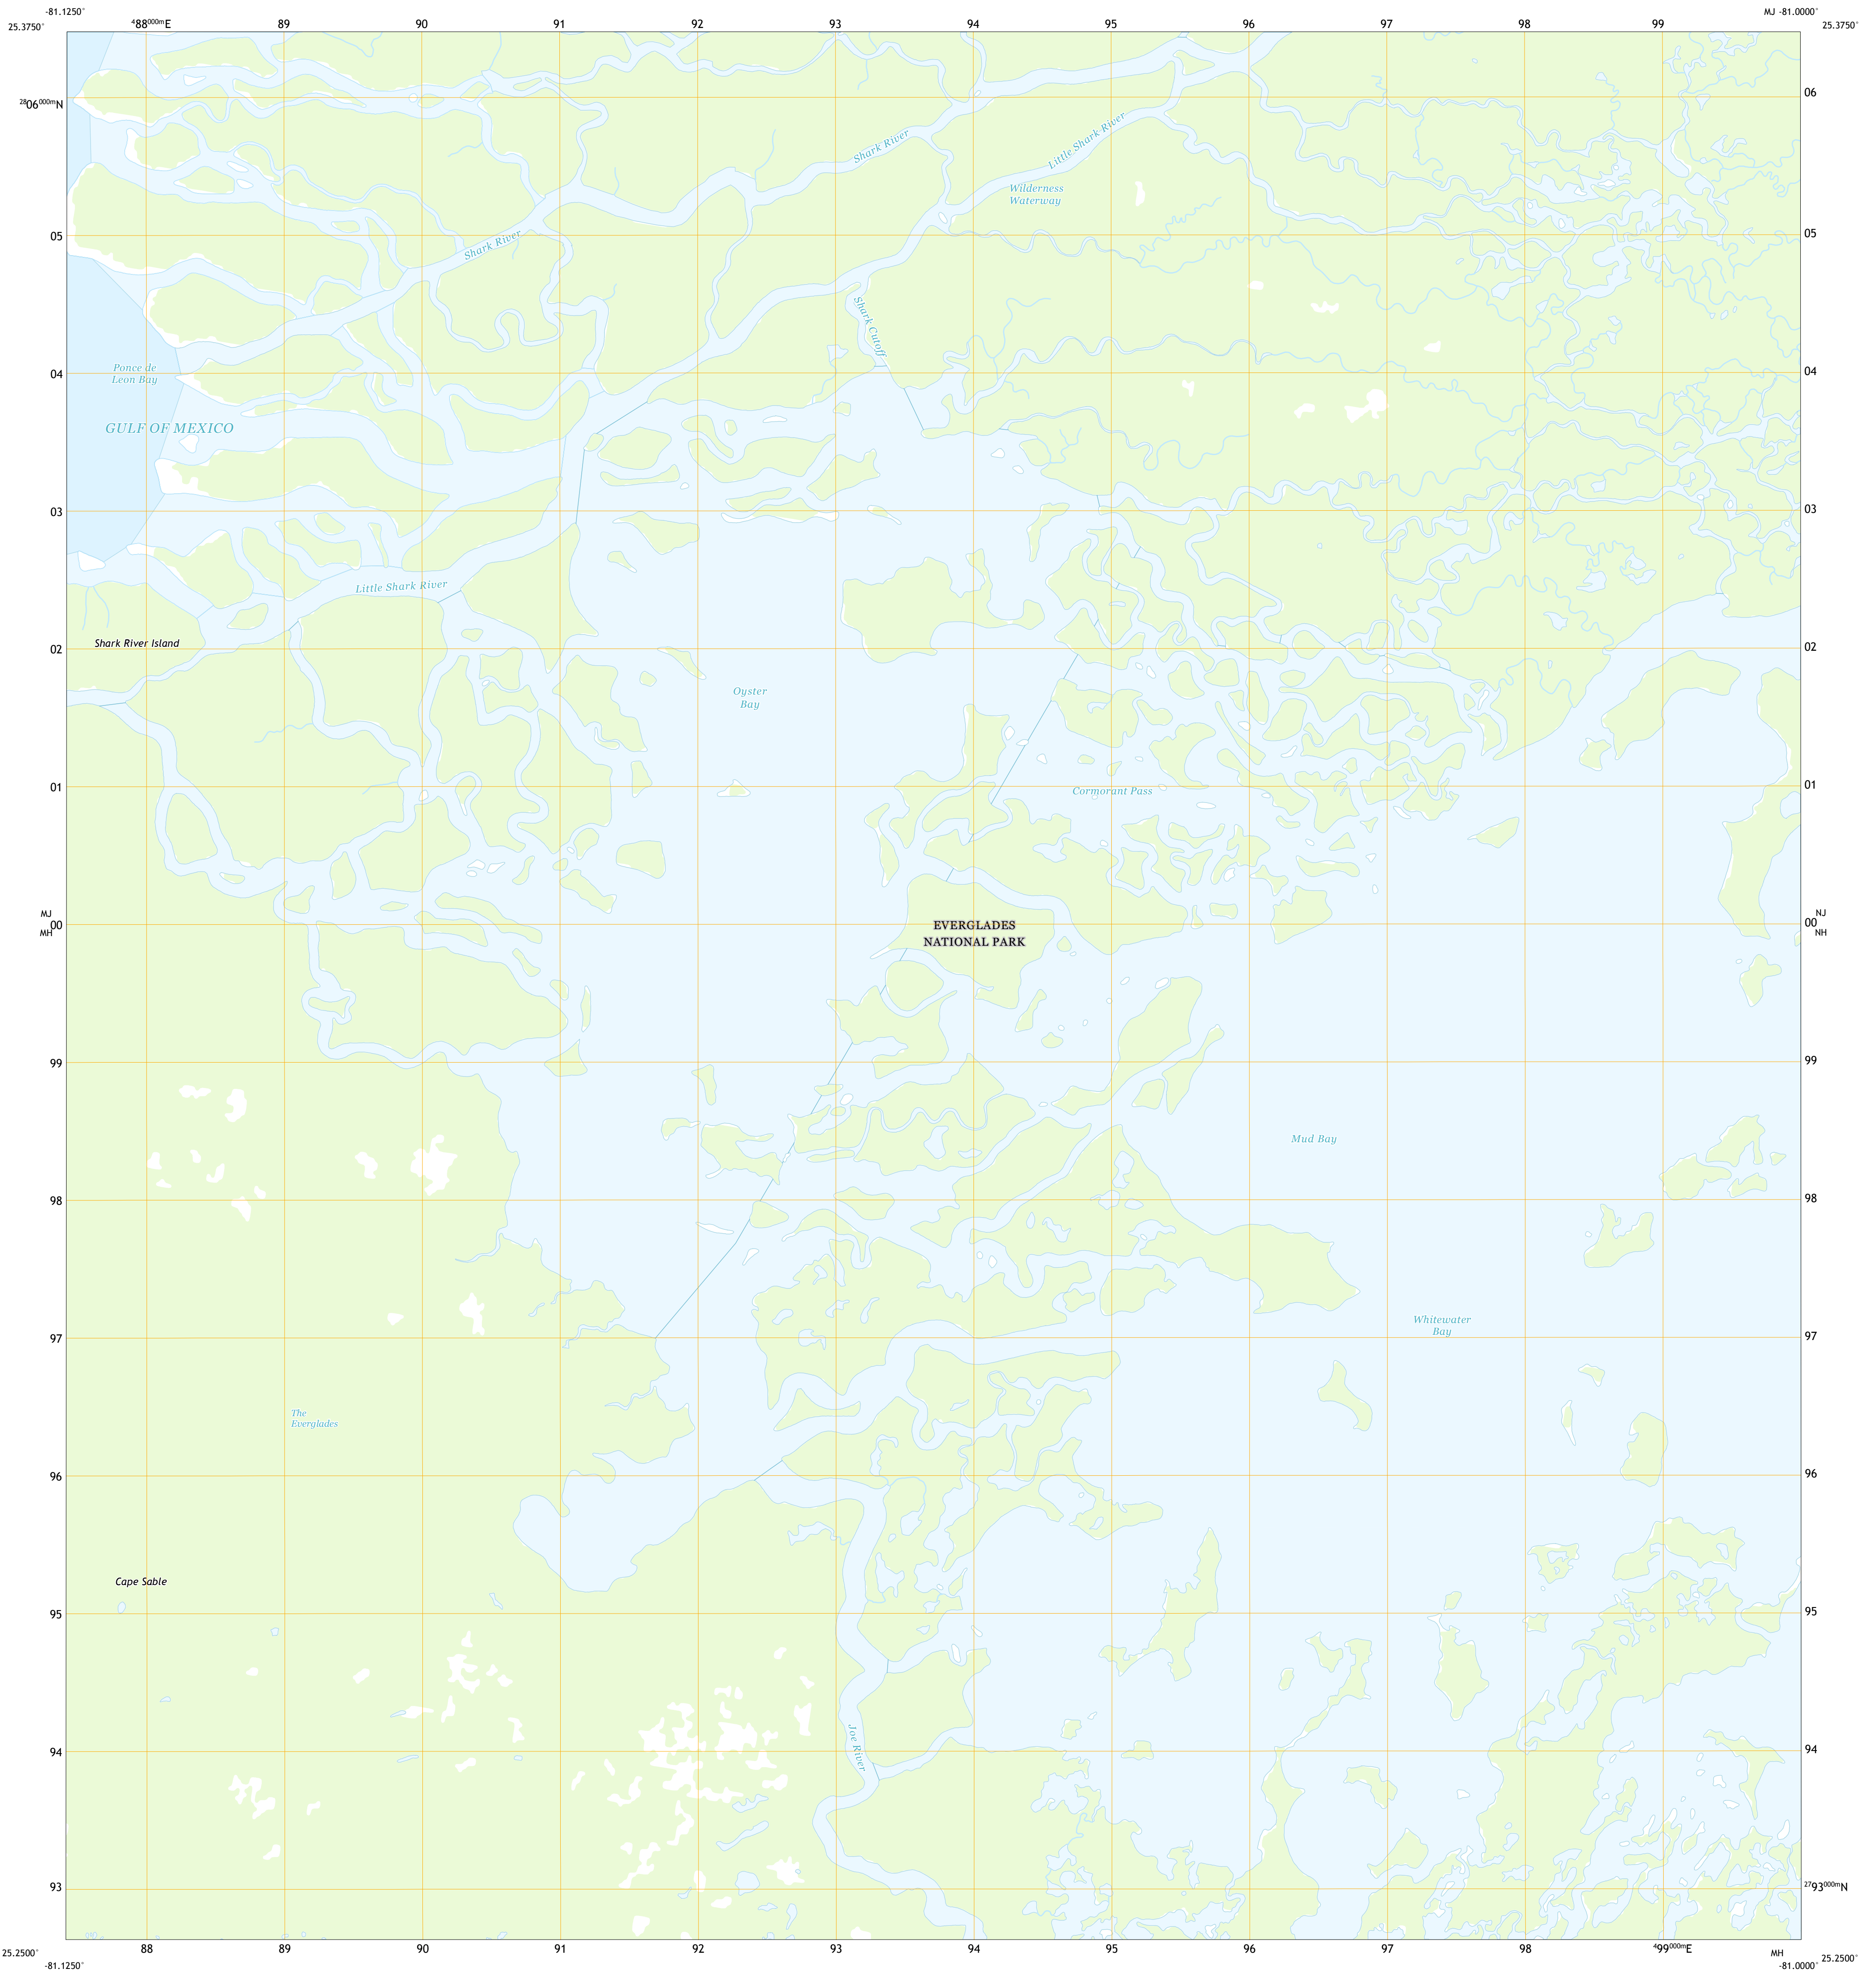 -81.1250°
MJ -81.0000°
25.3750°
⁴88⁰⁰⁰ᵐE 89 90 91 92 93 94 95 96 97 98 99
25.3750°
²⁸06⁰⁰⁰ᵐN
06
Shark River
Little Shark River
Wilderness
Waterway
05
Shark River
05
Shark Cutoff
04
Ponce de
Leon Bay
04
GULF OF MEXICO
03
03
Little Shark River
02
Shark River Island
02
Oyster
Bay
01
Cormorant Pass
01
MJ
00
MH
EVERGLADES
NATIONAL PARK
NJ
00
NH
99
99
Mud Bay
98
98
Whitewater
Bay
97
97
The
Everglades
96
96
Cape Sable
95
95
94
Joe River
94
93
²⁷93⁰⁰⁰ᵐN
25.2500°
88 89 90 91 92 93 94 95 96 97 98 ⁴99⁰⁰⁰ᵐE
MH
25.2500°
-81.1250°
-81.0000°